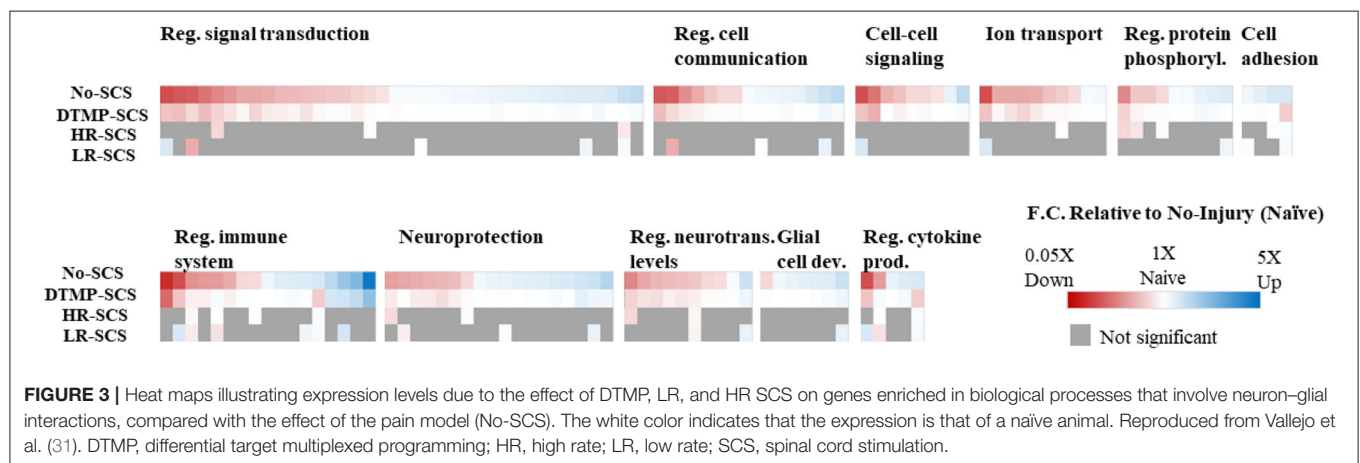 Reg. signal transduction
Reg. cell
communication
Cell-cell
signaling
Ion transport
Reg. protein
phosphoryl.
Cell
adhesion
No-SCS
DTMP-SCS
HR-SCS
LR-SCS
Reg. immune
system
Neuroprotection
Reg. neurotrans.
levels
Glial
cell dev.
Reg. cytokine
prod.
No-SCS
DTMP-SCS
HR-SCS
LR-SCS
F.C. Relative to No-Injury (Naïve)
0.05X
Down
1X
Naive
5X
Up
Not significant
FIGURE 3 | Heat maps illustrating expression levels due to the effect of DTMP, LR, and HR SCS on genes enriched in biological processes that involve neuron–glial
interactions, compared with the effect of the pain model (No-SCS). The white color indicates that the expression is that of a naïve animal. Reproduced from Vallejo et
al. (31). DTMP, differential target multiplexed programming; HR, high rate; LR, low rate; SCS, spinal cord stimulation.